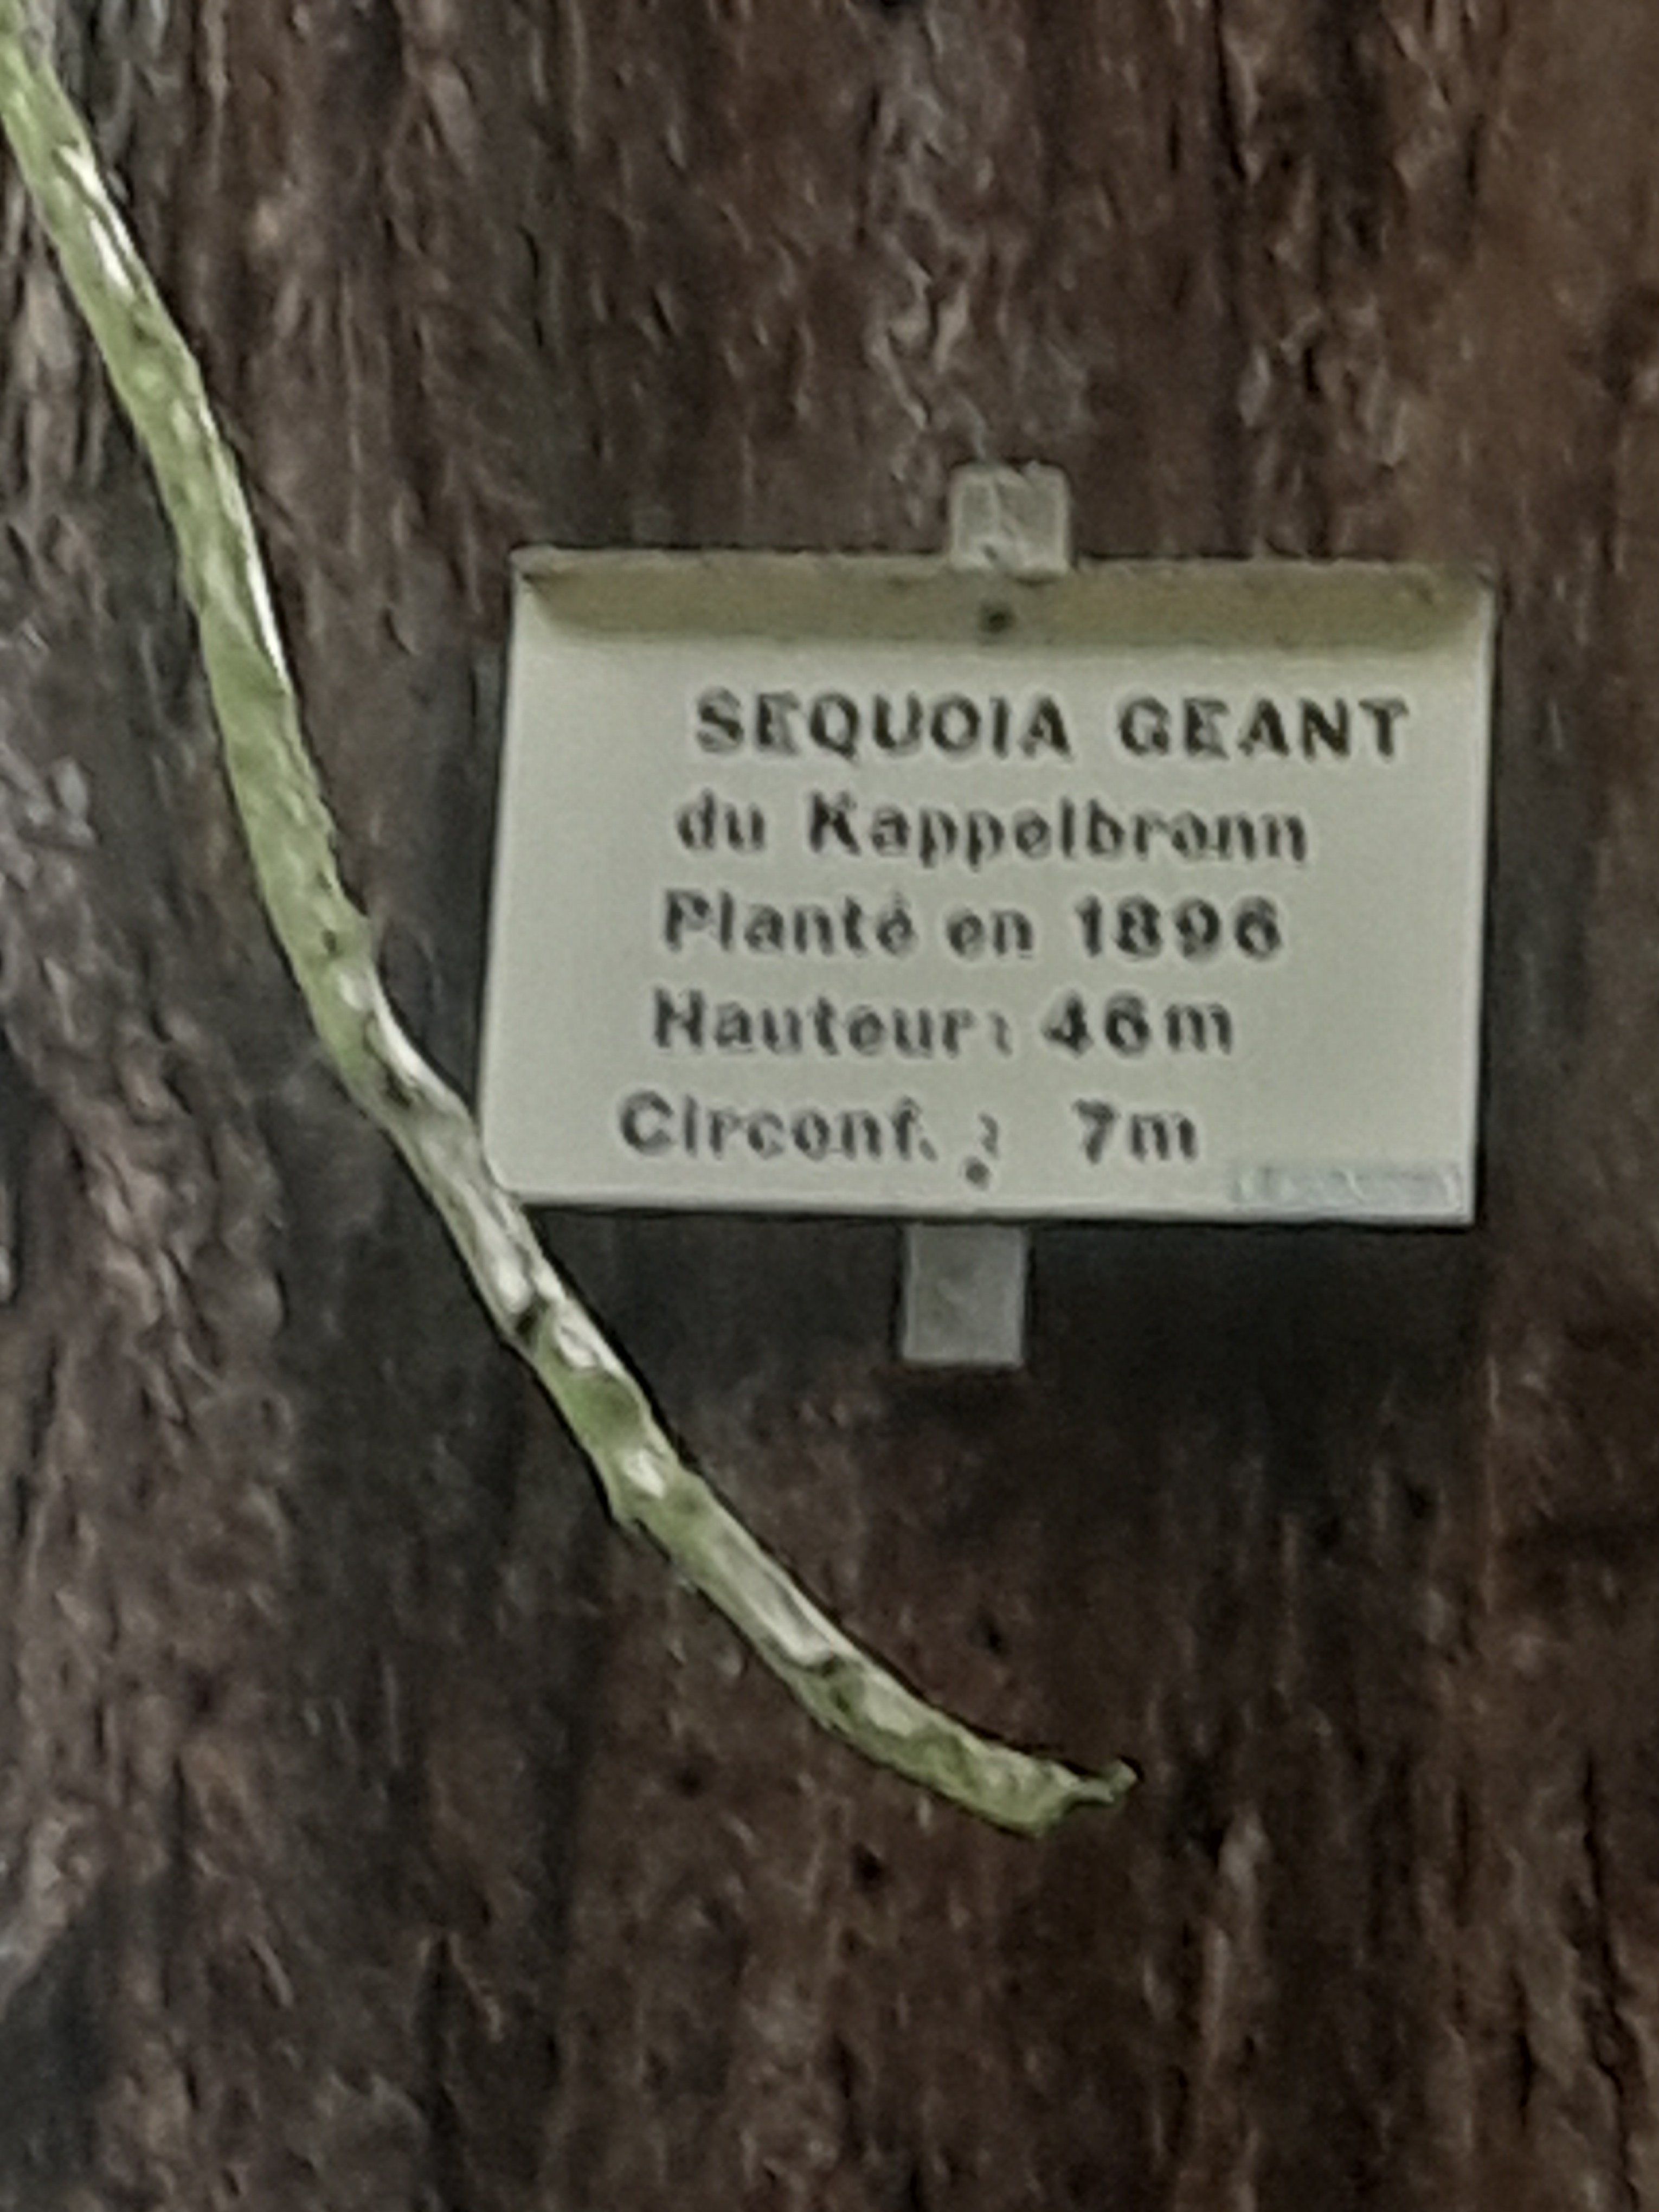 SEQUOIA GEANT
du Kappelbronn
Planté en 1896
Hauteur: 46m
Circonf. : 7m